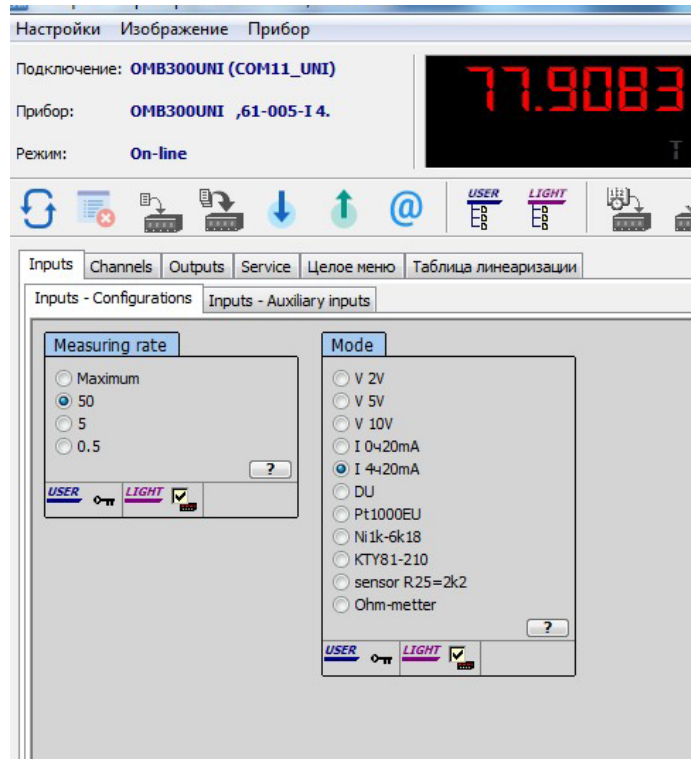 Настройки Изображение Прибор
Подключение: OMB300UNI (COM11_UNI)
Прибор: OMB300UNI ,61-005-I 4.
Режим: On-line
77.9083
T
USER LIGHT
Inputs Channels Outputs Service Целое меню Таблица линеаризации
Inputs - Configurations Inputs - Auxiliary inputs
Measuring rate
Maximum
50
5
0.5
?
USER LIGHT
Mode
V 2V
V 5V
V 10V
I 0ч20mA
I 4ч20mA
DU
Pt1000EU
Ni1k-6k18
KTY81-210
sensor R25=2k2
Ohm-metter
?
USER LIGHT